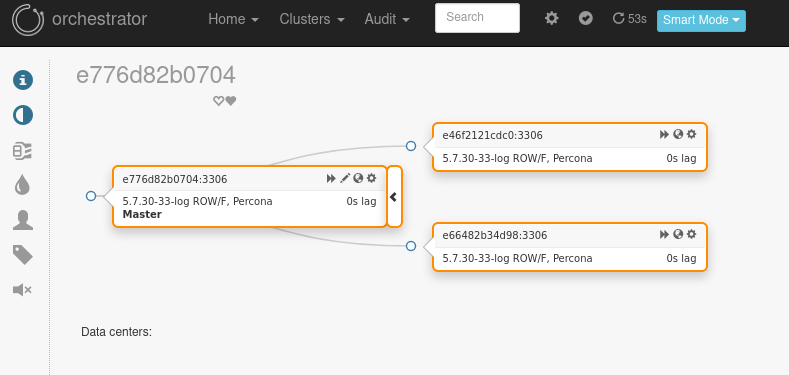 orchestrator Home Clusters Audit Search 53s Smart Mode
e776d82b0704
e46f2121cdc0:3306
5.7.30-33-log ROW/F, Percona 0s lag
e776d82b0704:3306
5.7.30-33-log ROW/F, Percona 0s lag
Master
e66482b34d98:3306
5.7.30-33-log ROW/F, Percona 0s lag
Data centers: